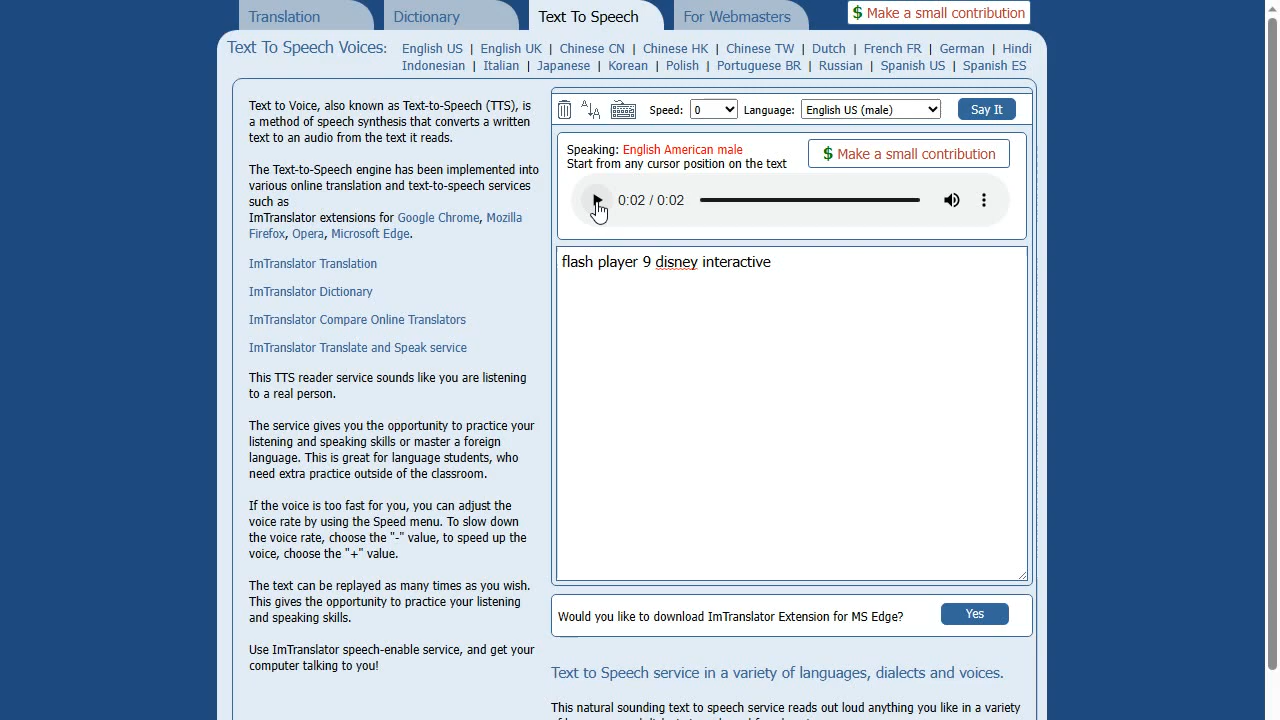 Translation
Dictionary
Text To Speech
For Webmasters
$ Make a small contribution
Text To Speech Voices:
English US | English UK | Chinese CN | Chinese HK | Chinese TW | Dutch | French FR | German | Hindi
Indonesian | Italian | Japanese | Korean | Polish | Portuguese BR | Russian | Spanish US | Spanish ES
Text to Voice, also known as Text-to-Speech (TTS), is
a method of speech synthesis that converts a written
text to an audio from the text it reads.
The Text-to-Speech engine has been implemented into
various online translation and text-to-speech services
such as
ImTranslator extensions for Google Chrome, Mozilla
Firefox, Opera, Microsoft Edge.
ImTranslator Translation
ImTranslator Dictionary
ImTranslator Compare Online Translators
ImTranslator Translate and Speak service
This TTS reader service sounds like you are listening
to a real person.
The service gives you the opportunity to practice your
listening and speaking skills or master a foreign
language. This is great for language students, who
need extra practice outside of the classroom.
If the voice is too fast for you, you can adjust the
voice rate by using the Speed menu. To slow down
the voice rate, choose the "-" value, to speed up the
voice, choose the "+" value.
The text can be replayed as many times as you wish.
This gives the opportunity to practice your listening
and speaking skills.
Use ImTranslator speech-enable service, and get your
computer talking to you!
Speed: 0 Language: English US (male) Say It
Speaking: English American male
Start from any cursor position on the text
$ Make a small contribution
0:02 / 0:02
flash player 9 disney interactive
Would you like to download ImTranslator Extension for MS Edge? Yes
Text to Speech service in a variety of languages, dialects and voices.
This natural sounding text to speech service reads out loud anything you like in a variety